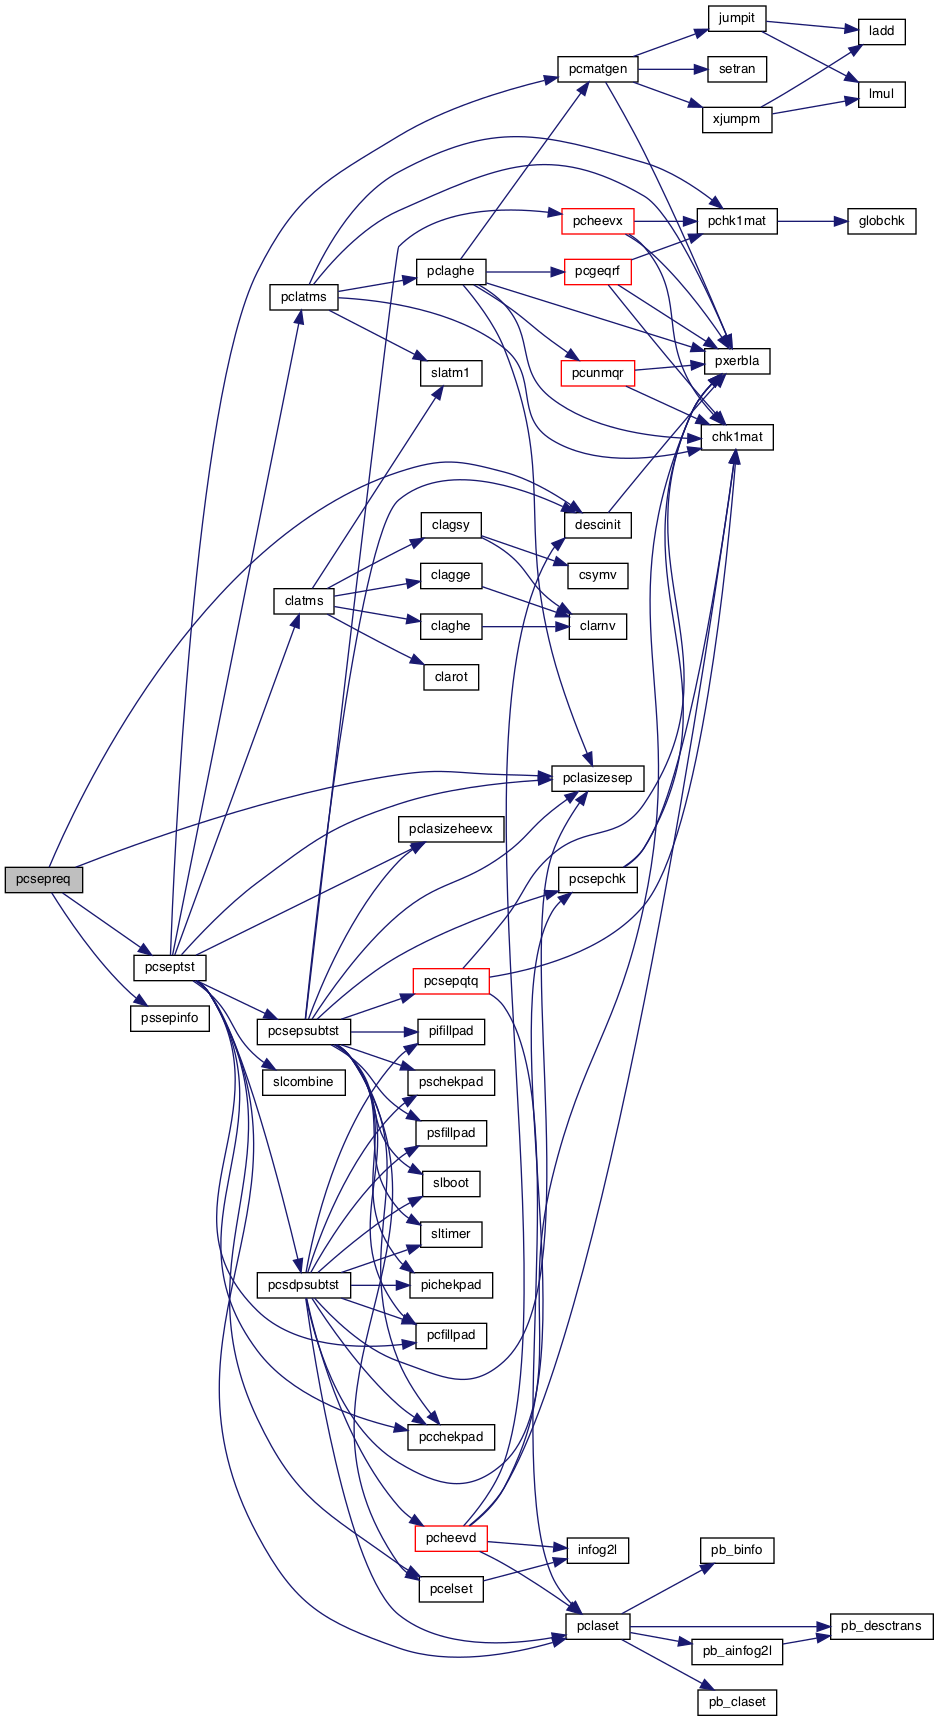 jumpit
ladd
pcmatgen
setran
lmul
xjumpm
pcheevx
pchk1mat
globchk
pclaghe
pcgeqrf
pclatms
pxerbla
slatm1
pcunmqr
chk1mat
clagsy
descinit
clagge
csymv
clatms
claghe
clarnv
clarot
pclasizesep
pclasizeheevx
pcsepreq
pcsepchk
pcseptst
pcsepqtq
pssepinfo
pcsepsubtst
pifillpad
slcombine
pschekpad
psfillpad
slboot
sltimer
pcsdpsubtst
pichekpad
pcfillpad
pcchekpad
pcheevd
infog2l
pb_binfo
pcelset
pclaset
pb_desctrans
pb_ainfog2l
pb_claset